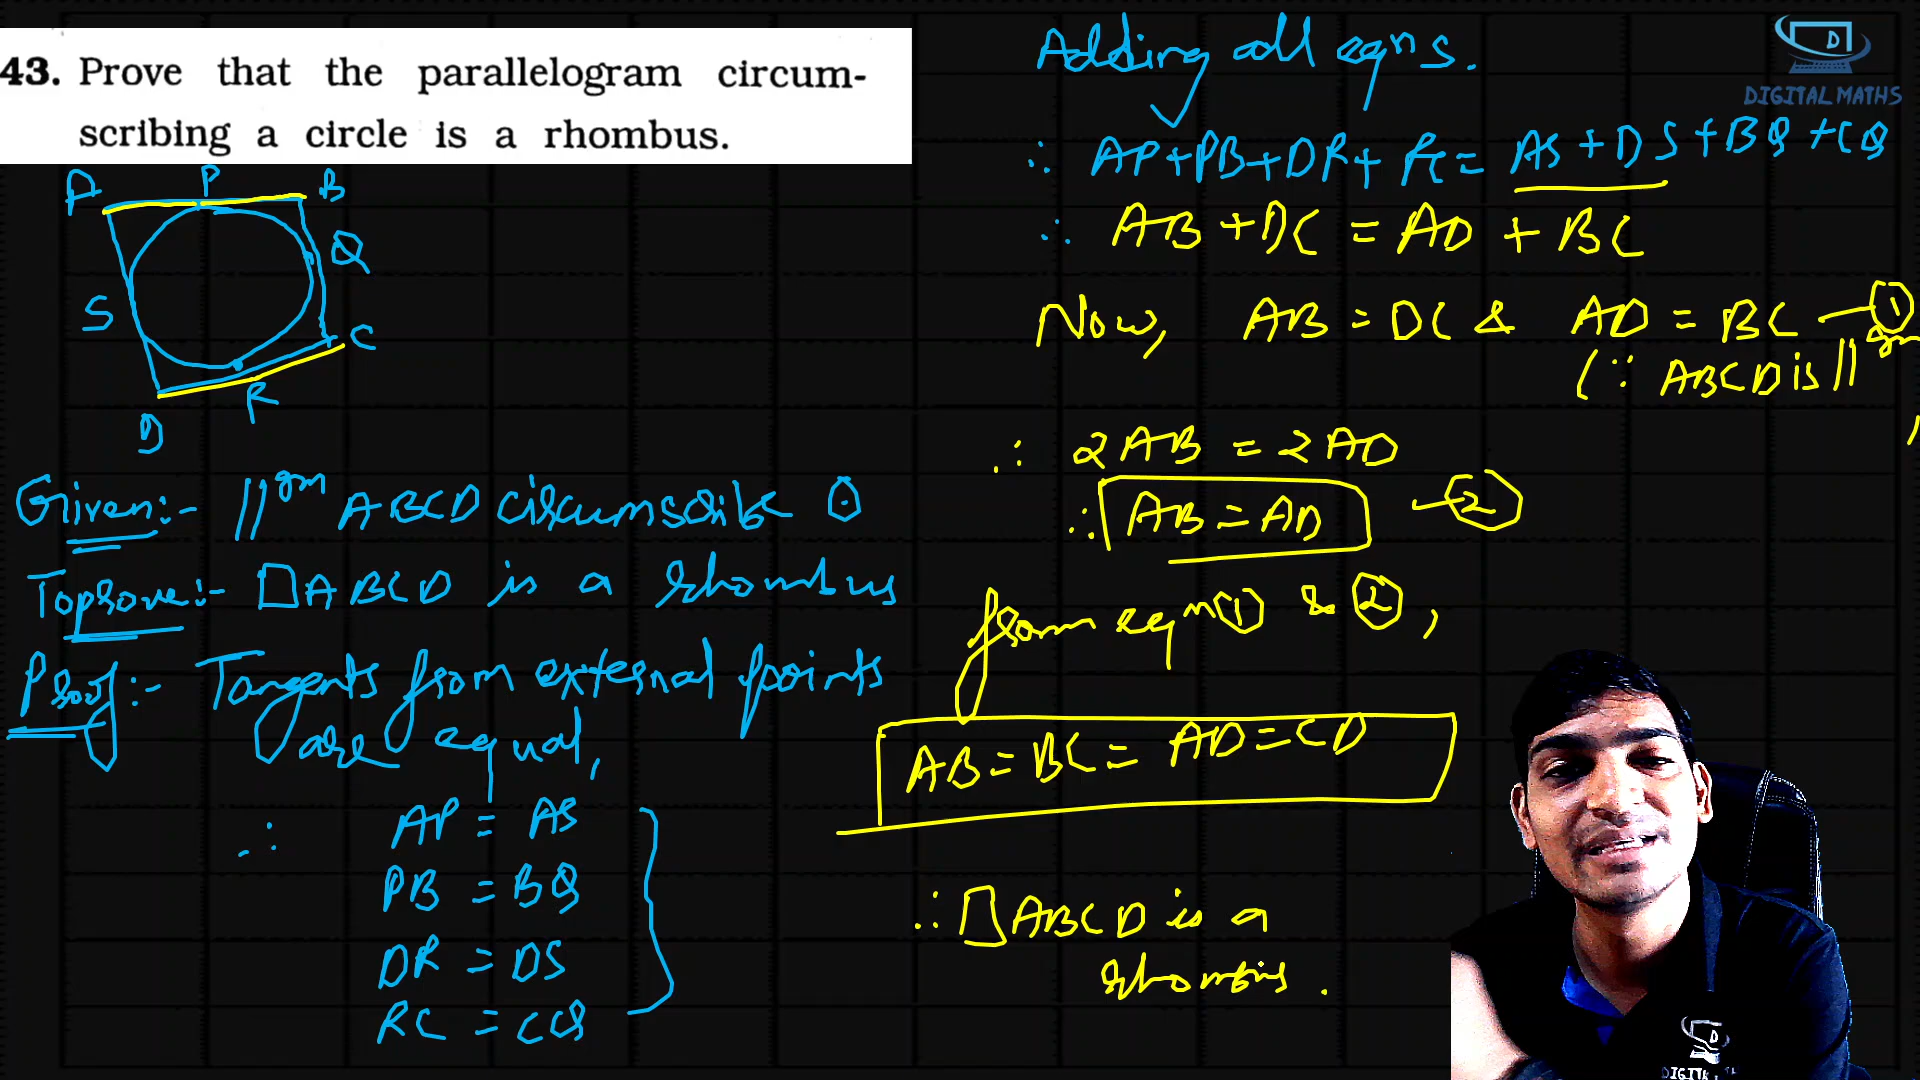 43. Prove that the parallelogram circum-
scribing a circle is a rhombus.
A P B
Q
S
C
R
D
Given:- ||gm ABCD circumscribe ⊙
To prove:- □ABCD is a rhombus
Proof:- Tangents from external points
are equal,
∴ AP = AS
PB = BQ
DR = DS
RC = CQ
Adding all eqns.
∴ AP+PB+DR+RC = AS+DS+BQ+CQ
∴ AB+DC = AD + BC
Now, AB = DC & AD = BC —①
(∵ ABCD is ||gm
∴ 2AB = 2AD
∴ AB = AD —②
from eqn ① & ②,
AB = BC = AD = CD
∴ □ABCD is a
rhombus.
D
DIGITAL MATHS
D